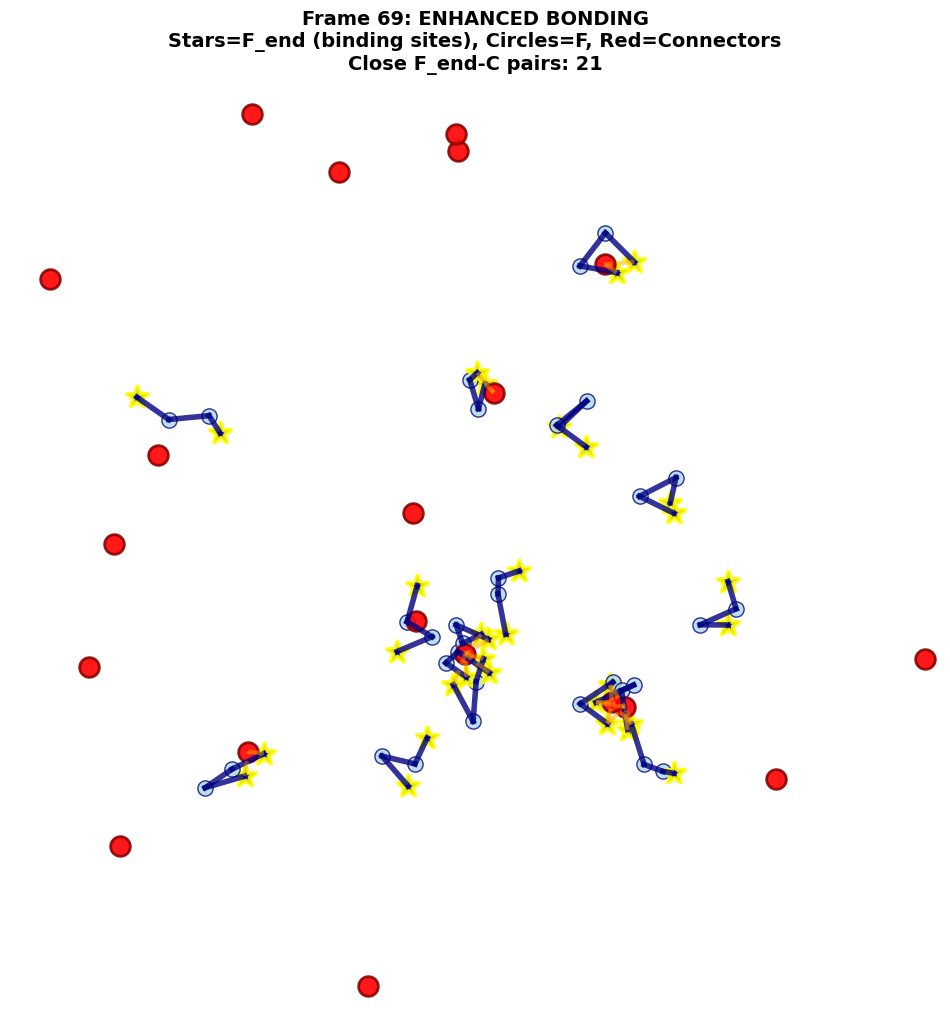 Frame 69: ENHANCED BONDING
Stars=F_end (binding sites), Circles=F, Red=Connectors
Close F_end-C pairs: 21